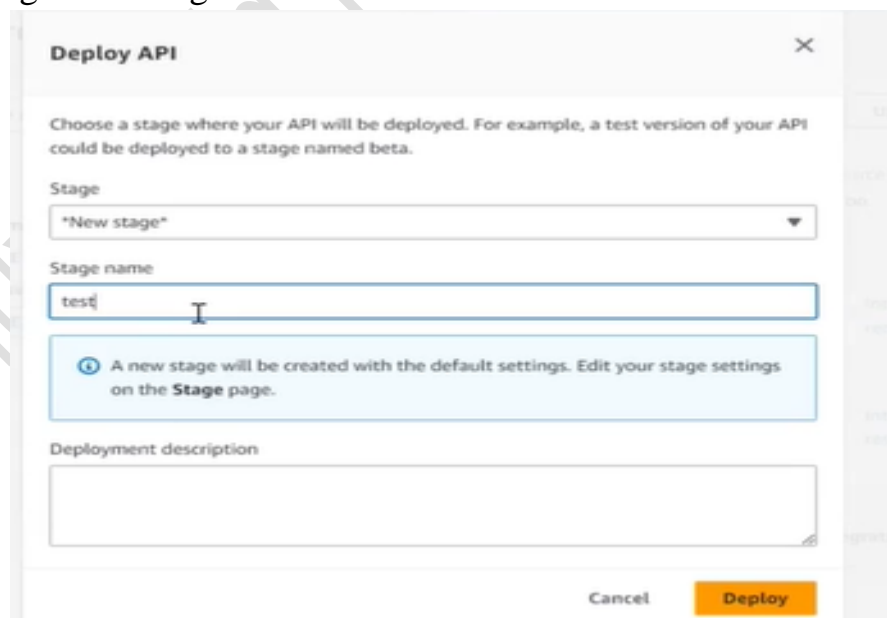 Deploy API
Choose a stage where your API will be deployed. For example, a test version of your API
could be deployed to a stage named beta.
Stage
*New stage*
Stage name
test
A new stage will be created with the default settings. Edit your stage settings
on the Stage page.
Deployment description
Cancel
Deploy